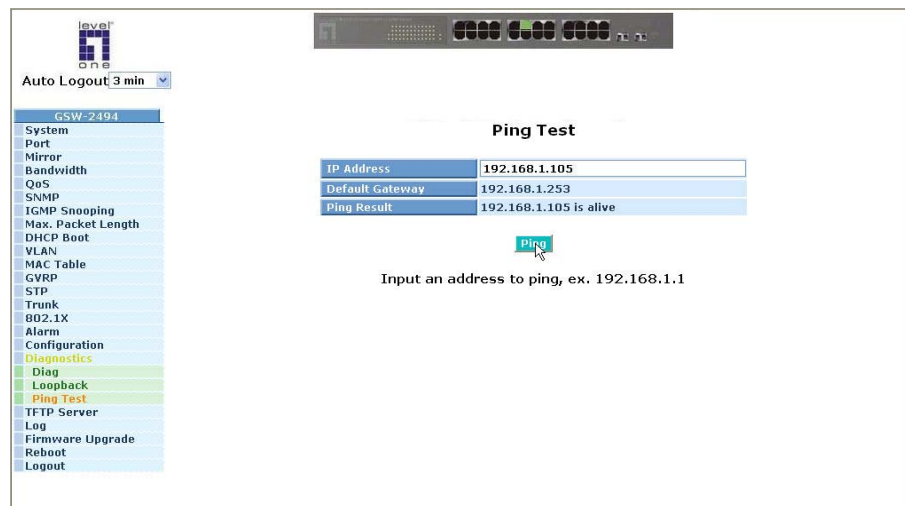 level
one
Auto Logout 3 min
GSW-2494
System
Port
Mirror
Bandwidth
QoS
SNMP
IGMP Snooping
Max. Packet Length
DHCP Boot
VLAN
MAC Table
GVRP
STP
Trunk
802.1X
Alarm
Configuration
Diagnostics
Diag
Loopback
Ping Test
TFTP Server
Log
Firmware Upgrade
Reboot
Logout
Ping Test
IP Address 192.168.1.105
Default Gateway 192.168.1.253
Ping Result 192.168.1.105 is alive
Ping
Input an address to ping, ex. 192.168.1.1